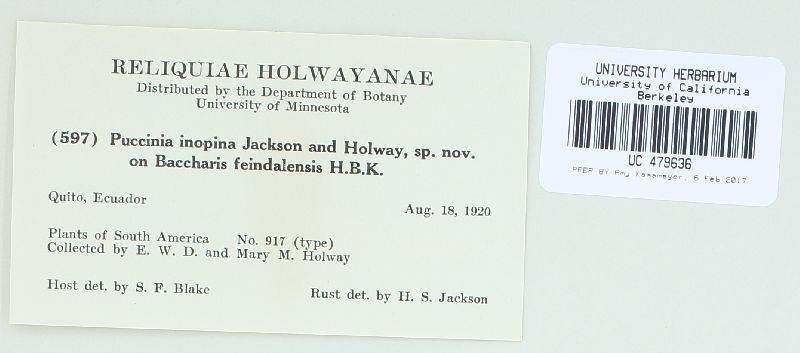 RELIQUIAE HOLWAYANAE
Distributed by the Department of Botany
University of Minnesota
(597) Puccinia inopina Jackson and Holway, sp. nov.
on Baccharis feindalensis H.B.K.
Quito, Ecuador
Aug. 18, 1920
Plants of South America No. 917 (type)
Collected by E. W. D. and Mary M. Holway
Host det. by S. F. Blake
Rust det. by H. S. Jackson
UNIVERSITY HERBARIUM
University of California
Berkeley
UC 479636
PREP BY Amy Kasameyer, 6 Feb 2017